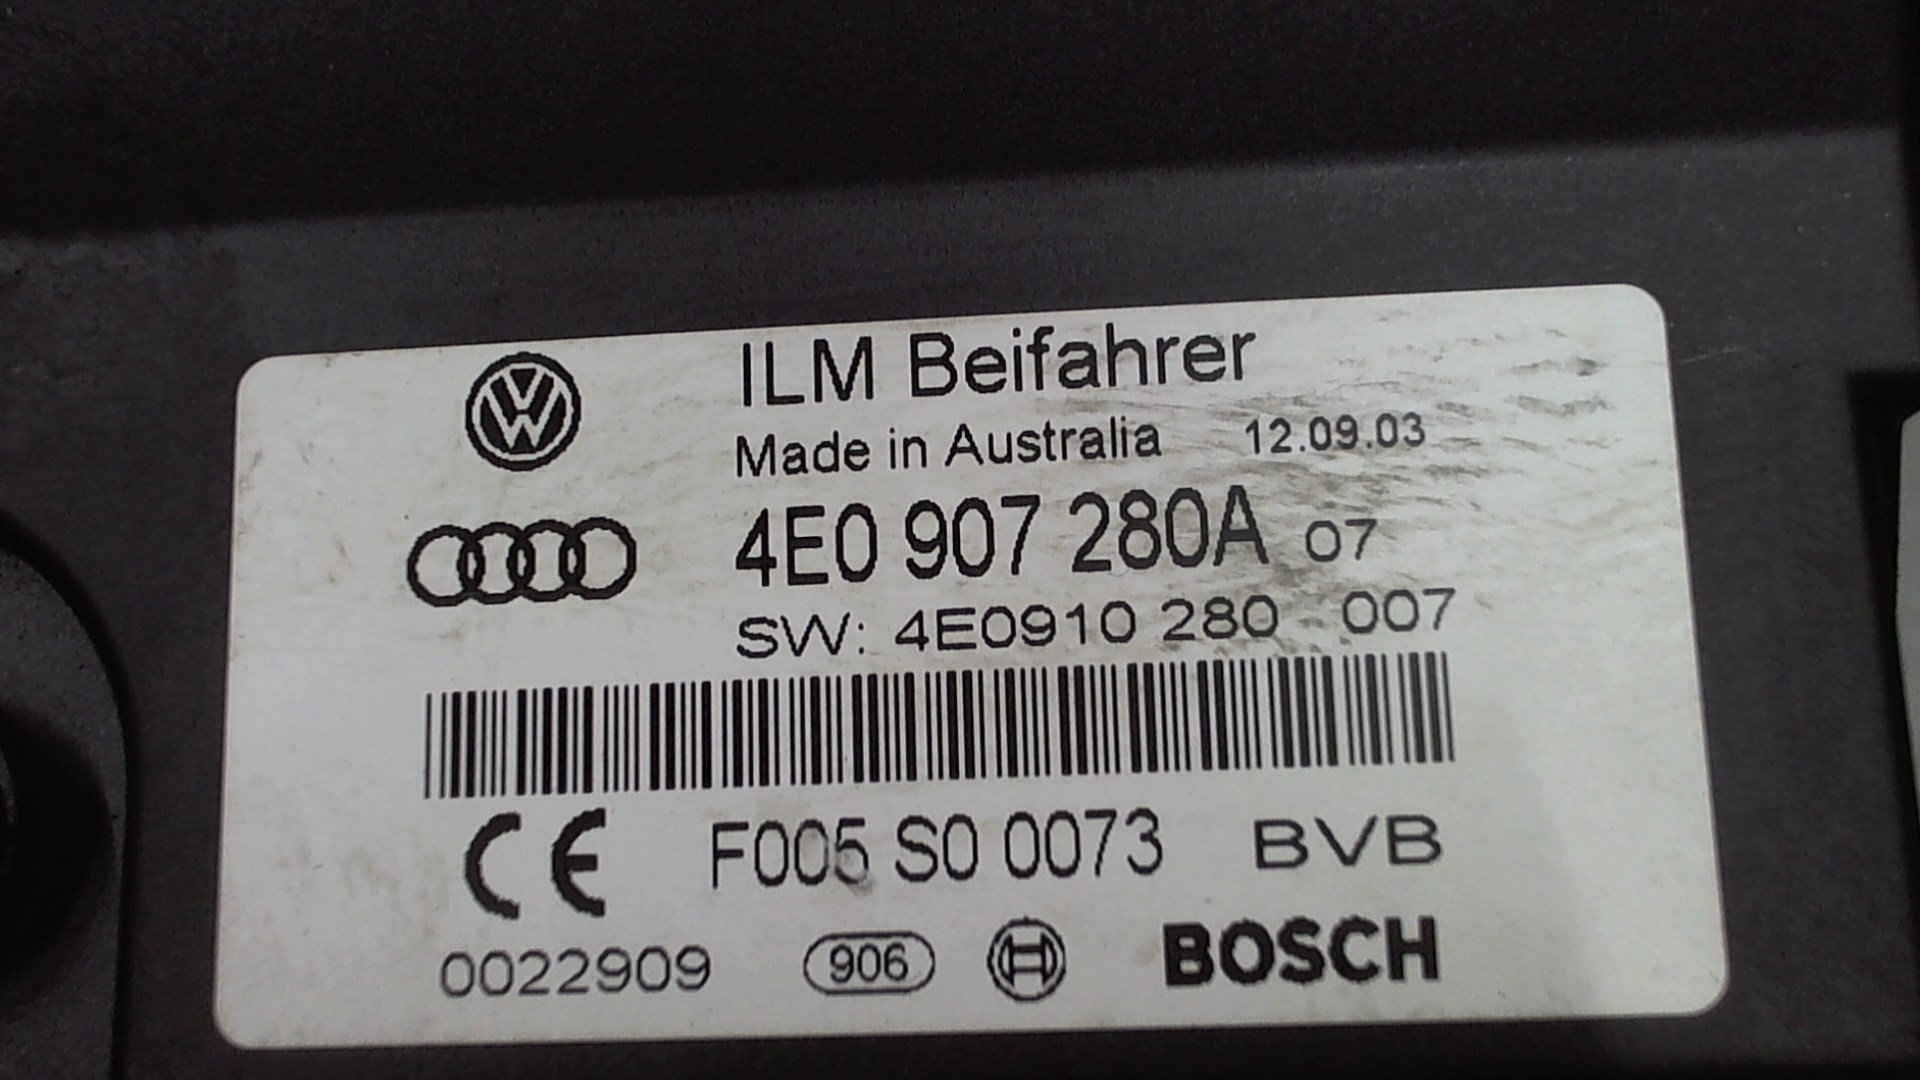 ILM Beifahrer
Made in Australia 12.09.03
4E0 907 280A 07
SW: 4E0910 280 007
CE F005 S0 0073 BVB
0022909 906 BOSCH